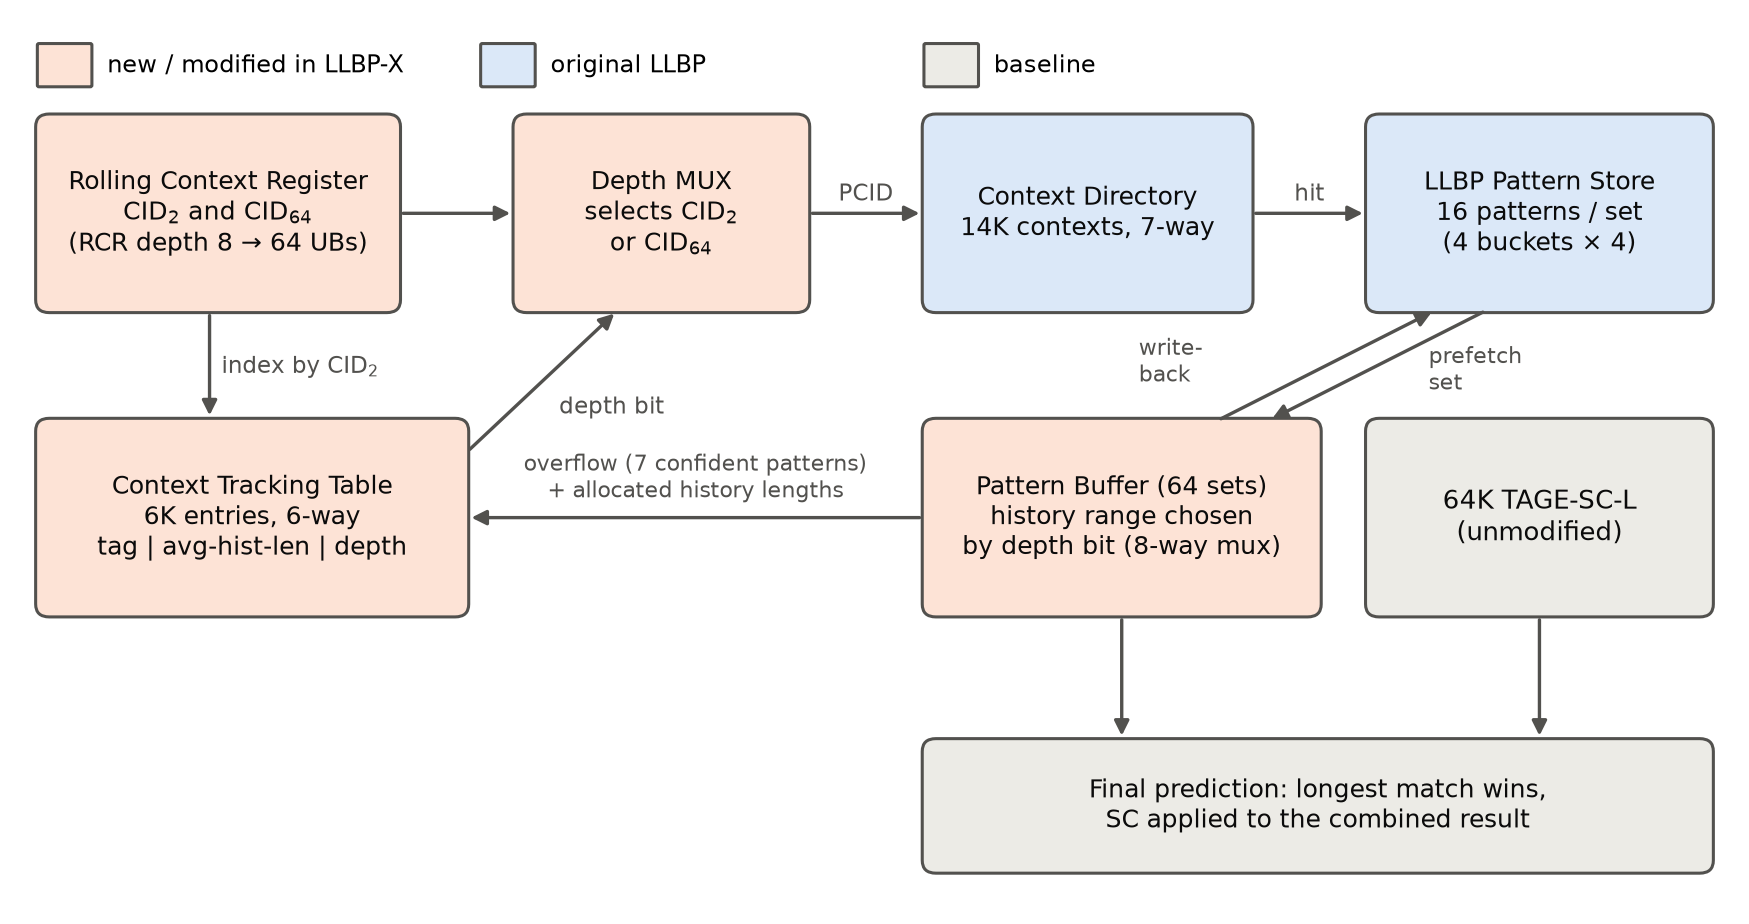 new / modified in LLBP-X
original LLBP
baseline
Rolling Context Register
CID₂ and CID₆₄
(RCR depth 8 → 64 UBs)
Depth MUX
selects CID₂
or CID₆₄
PCID
Context Directory
14K contexts, 7-way
hit
LLBP Pattern Store
16 patterns / set
(4 buckets × 4)
index by CID₂
depth bit
write-
back
prefetch
set
Context Tracking Table
6K entries, 6-way
tag | avg-hist-len | depth
overflow (7 confident patterns)
+ allocated history lengths
Pattern Buffer (64 sets)
history range chosen
by depth bit (8-way mux)
64K TAGE-SC-L
(unmodified)
Final prediction: longest match wins,
SC applied to the combined result